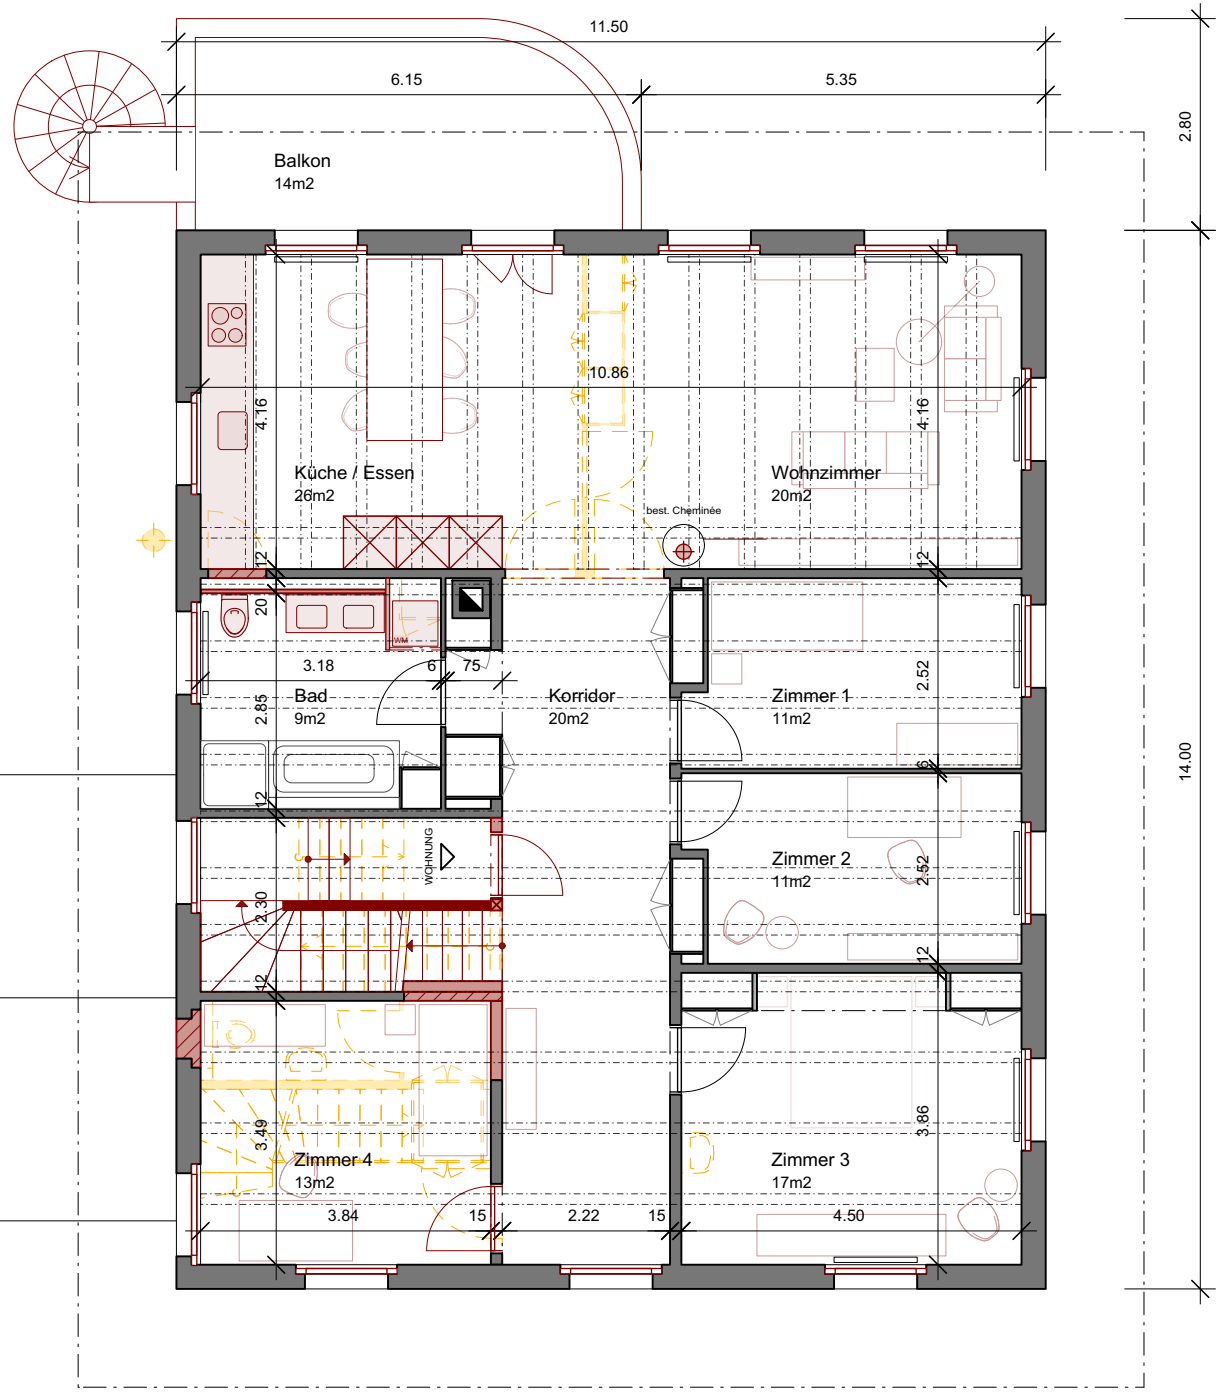 11.50
6.15
5.35
2.80
Balkon
14m2
10.86
4.16
4.16
Küche / Essen
26m2
Wohnzimmer
20m2
best. Cheminée
12
12
20
WM
3.18
6
75
2.85
Bad
9m2
Korridor
20m2
Zimmer 1
11m2
2.52
14.00
6
12
WOHNUNG
Zimmer 2
11m2
2.52
2.30
12
12
3.49
Zimmer 4
13m2
3.86
Zimmer 3
17m2
3.84
15
2.22
15
4.50